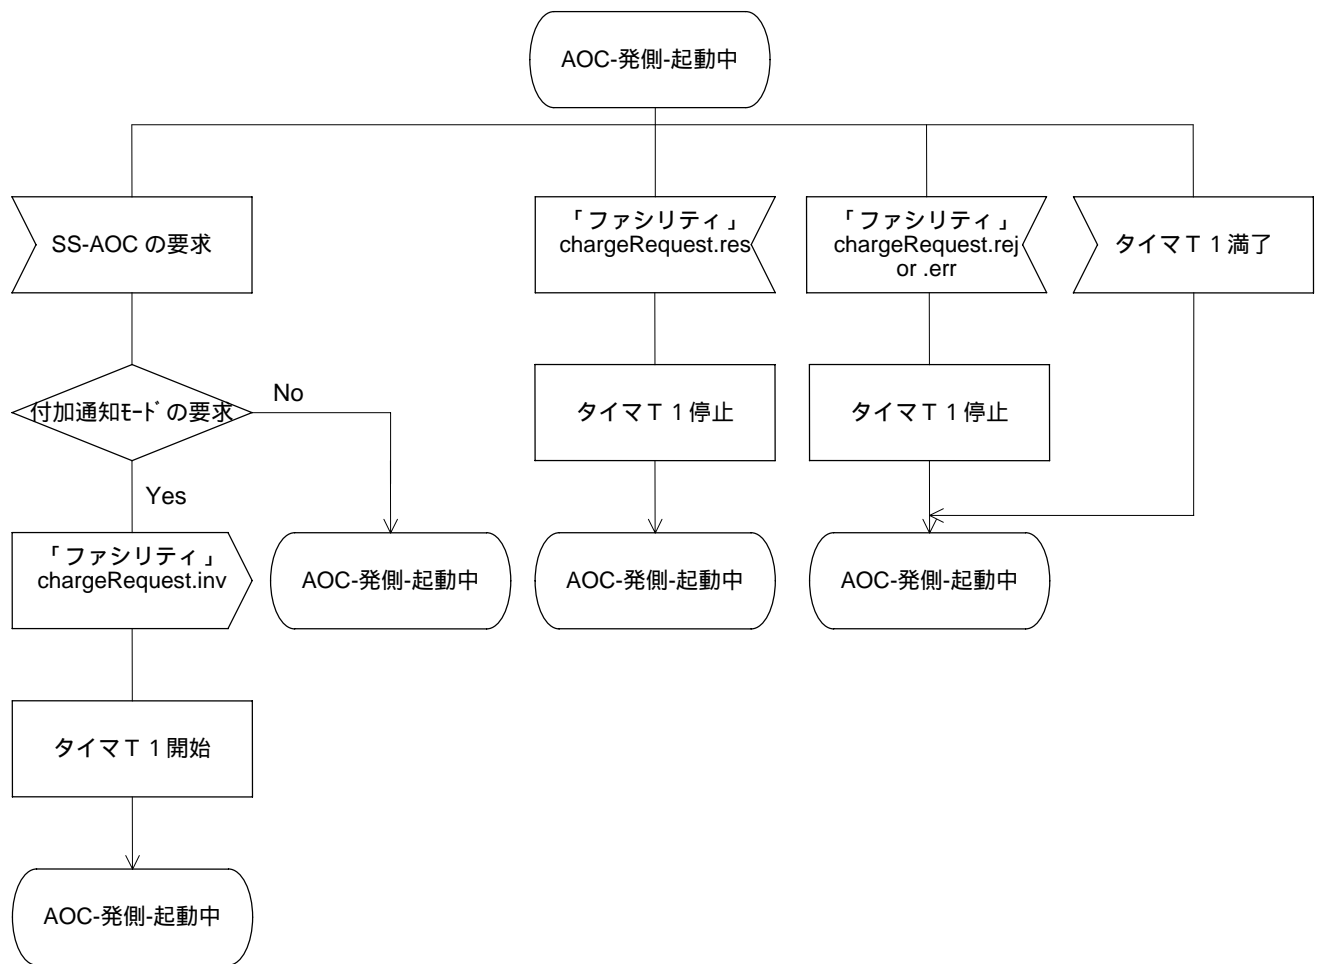 AOC-発側-起動中
SS-AOC の要求
「ファシリティ」
chargeRequest.res
「ファシリティ」
chargeRequest.rej
or .err
タイマＴ１満了
付加通知ﾓｰﾄﾞの要求
No
タイマＴ１停止
タイマＴ１停止
Yes
「ファシリティ」
chargeRequest.inv
AOC-発側-起動中
AOC-発側-起動中
AOC-発側-起動中
タイマＴ１開始
AOC-発側-起動中